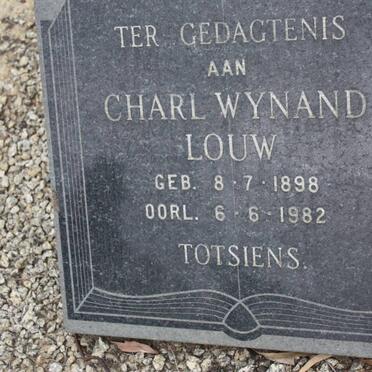 TER GEDAGTENIS
AAN
CHARL WYNAND
LOUW
GEB. 8·7·1898
OORL. 6·6·1982
TOTSIENS.